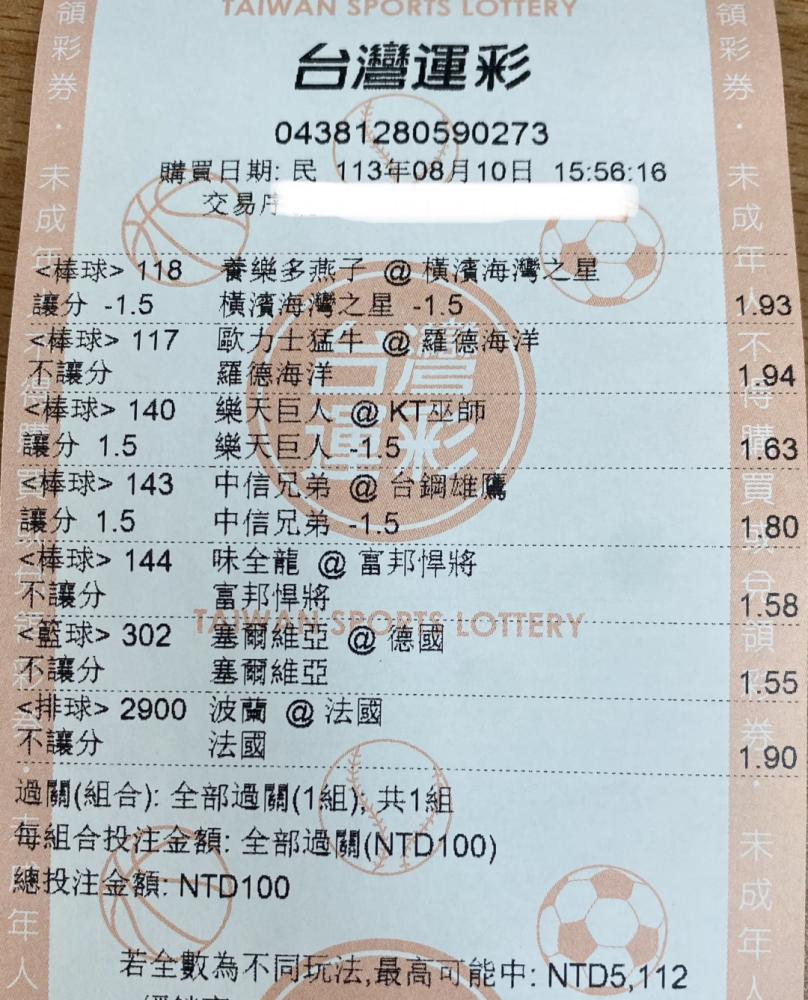 TAIWAN SPORTS LOTTERY
台灣運彩
04381280590273
購買日期: 民 113年08月10日 15:56:16
交易序
<棒球> 118 養樂多燕子 @ 橫濱海灣之星
讓分 -1.5 橫濱海灣之星 -1.5 1.93
<棒球> 117 歐力士猛牛 @ 羅德海洋
不讓分 羅德海洋 1.94
<棒球> 140 樂天巨人 @ KT巫師
讓分 1.5 樂天巨人 -1.5 1.63
<棒球> 143 中信兄弟 @ 台鋼雄鷹
讓分 1.5 中信兄弟 -1.5 1.80
<棒球> 144 味全龍 @ 富邦悍將
不讓分 富邦悍將 1.58
TAIWAN SPORTS LOTTERY
<籃球> 302 塞爾維亞 @ 德國
不讓分 塞爾維亞 1.55
<排球> 2900 波蘭 @ 法國
不讓分 法國 1.90
過關(組合): 全部過關(1組), 共1組
每組合投注金額: 全部過關(NTD100)
總投注金額: NTD100
若全數為不同玩法,最高可能中: NTD5,112
台灣運彩
領彩券・未成年人不得購買或兌領彩券・未成年人